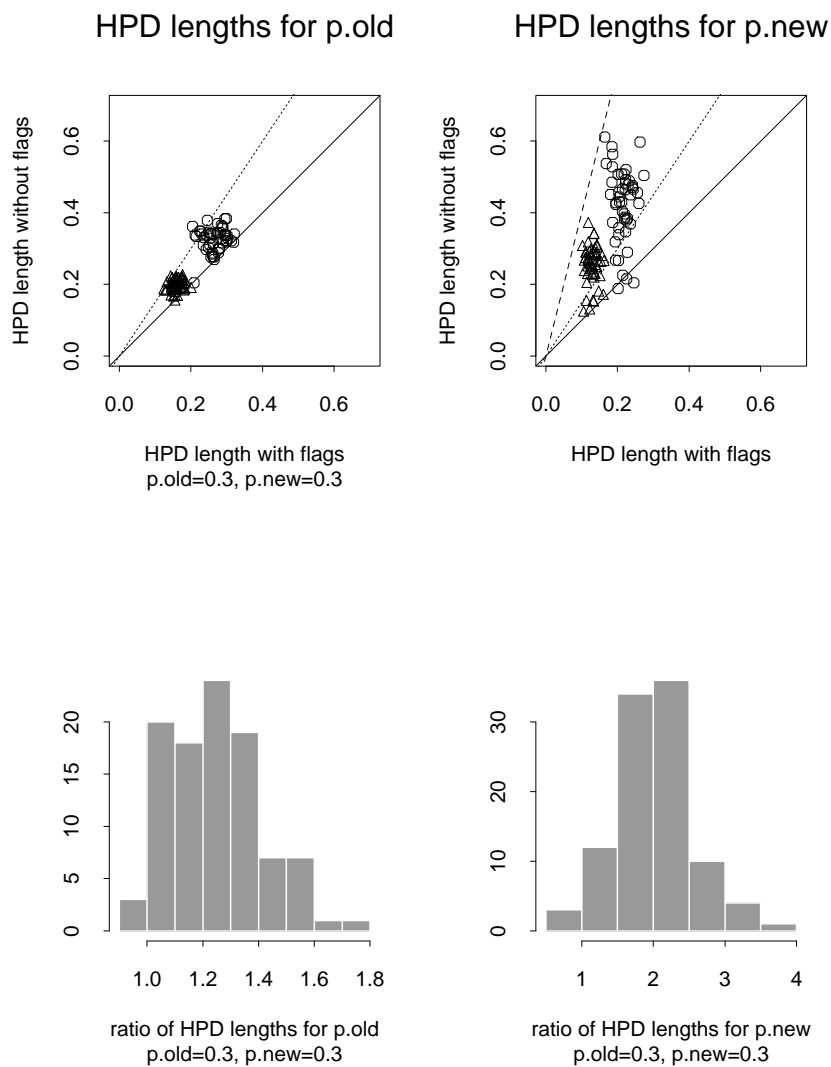 HPD lengths for p.old
HPD length without flags
0.6
0.4
0.2
0.0
0.0 0.2 0.4 0.6
HPD length with flags
p.old=0.3, p.new=0.3
HPD lengths for p.new
HPD length without flags
0.6
0.4
0.2
0.0
0.0 0.2 0.4 0.6
HPD length with flags
20
15
10
5
0
1.0 1.2 1.4 1.6 1.8
ratio of HPD lengths for p.old
p.old=0.3, p.new=0.3
30
20
10
0
1 2 3 4
ratio of HPD lengths for p.new
p.old=0.3, p.new=0.3